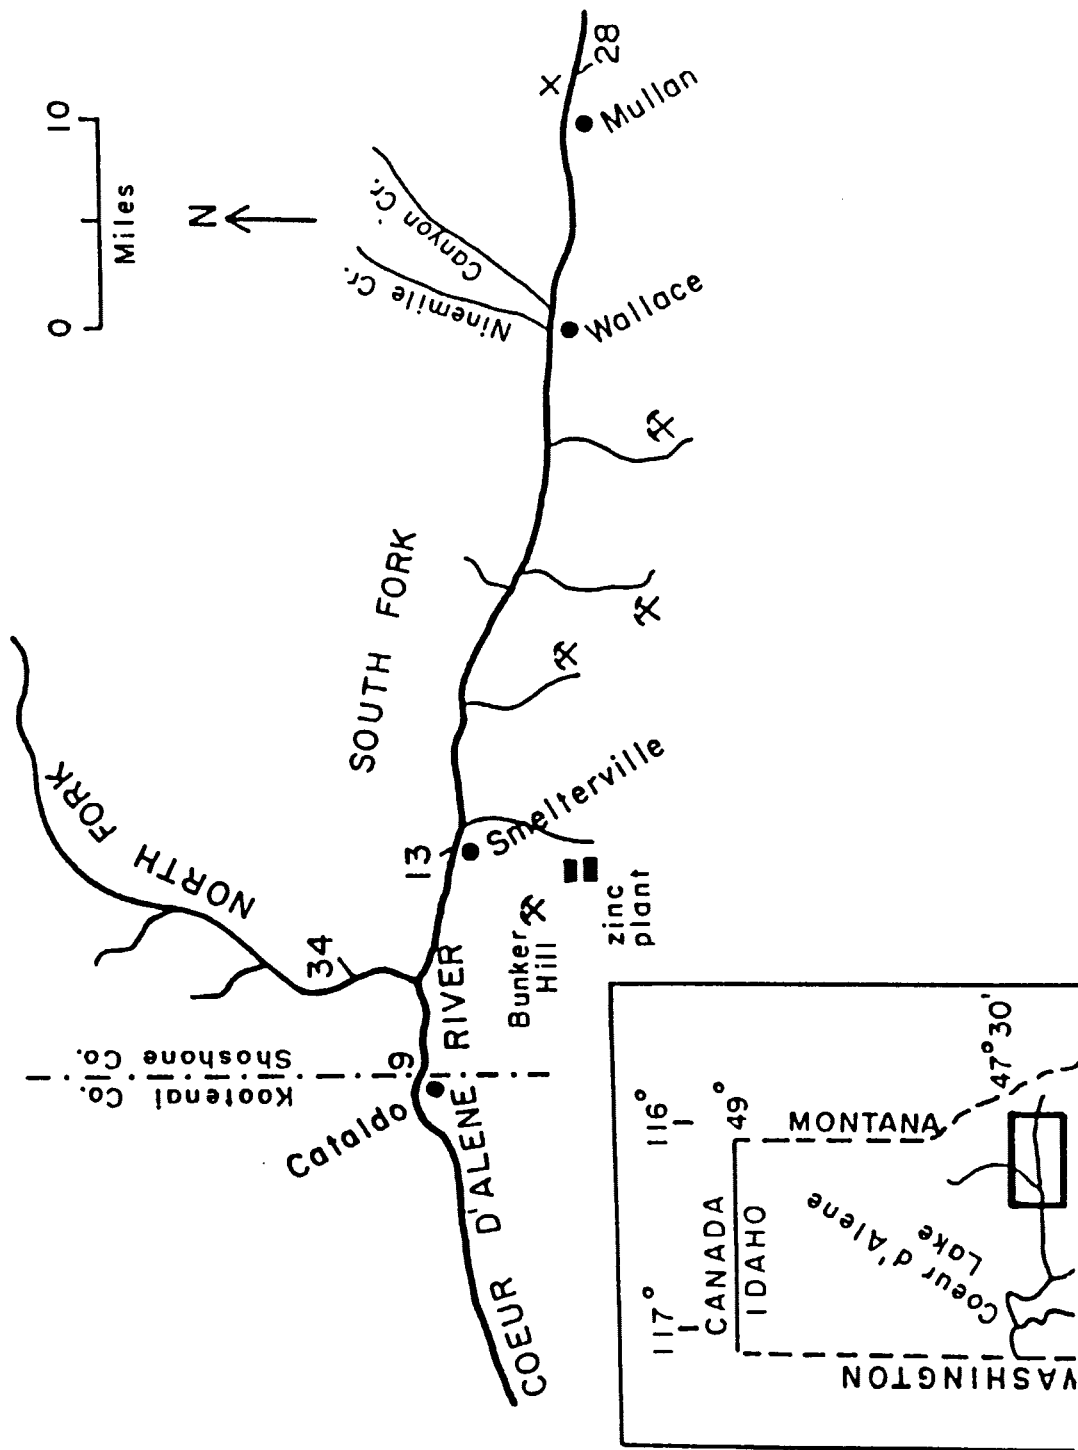 0 10
Miles
N
NORTH FORK
SOUTH FORK
Ninemile Cr.
Canyon Cr.
28
Mullan
Wallace
34
13
Smelterville
Kootenai Co.
Shoshone Co.
9
Cataldo
COEUR D'ALENE RIVER
Bunker
Hill
zinc
plant
117°
116°
CANADA
49°
IDAHO
MONTANA
47°30'
Coeur d'Alene
Lake
WASHINGTON